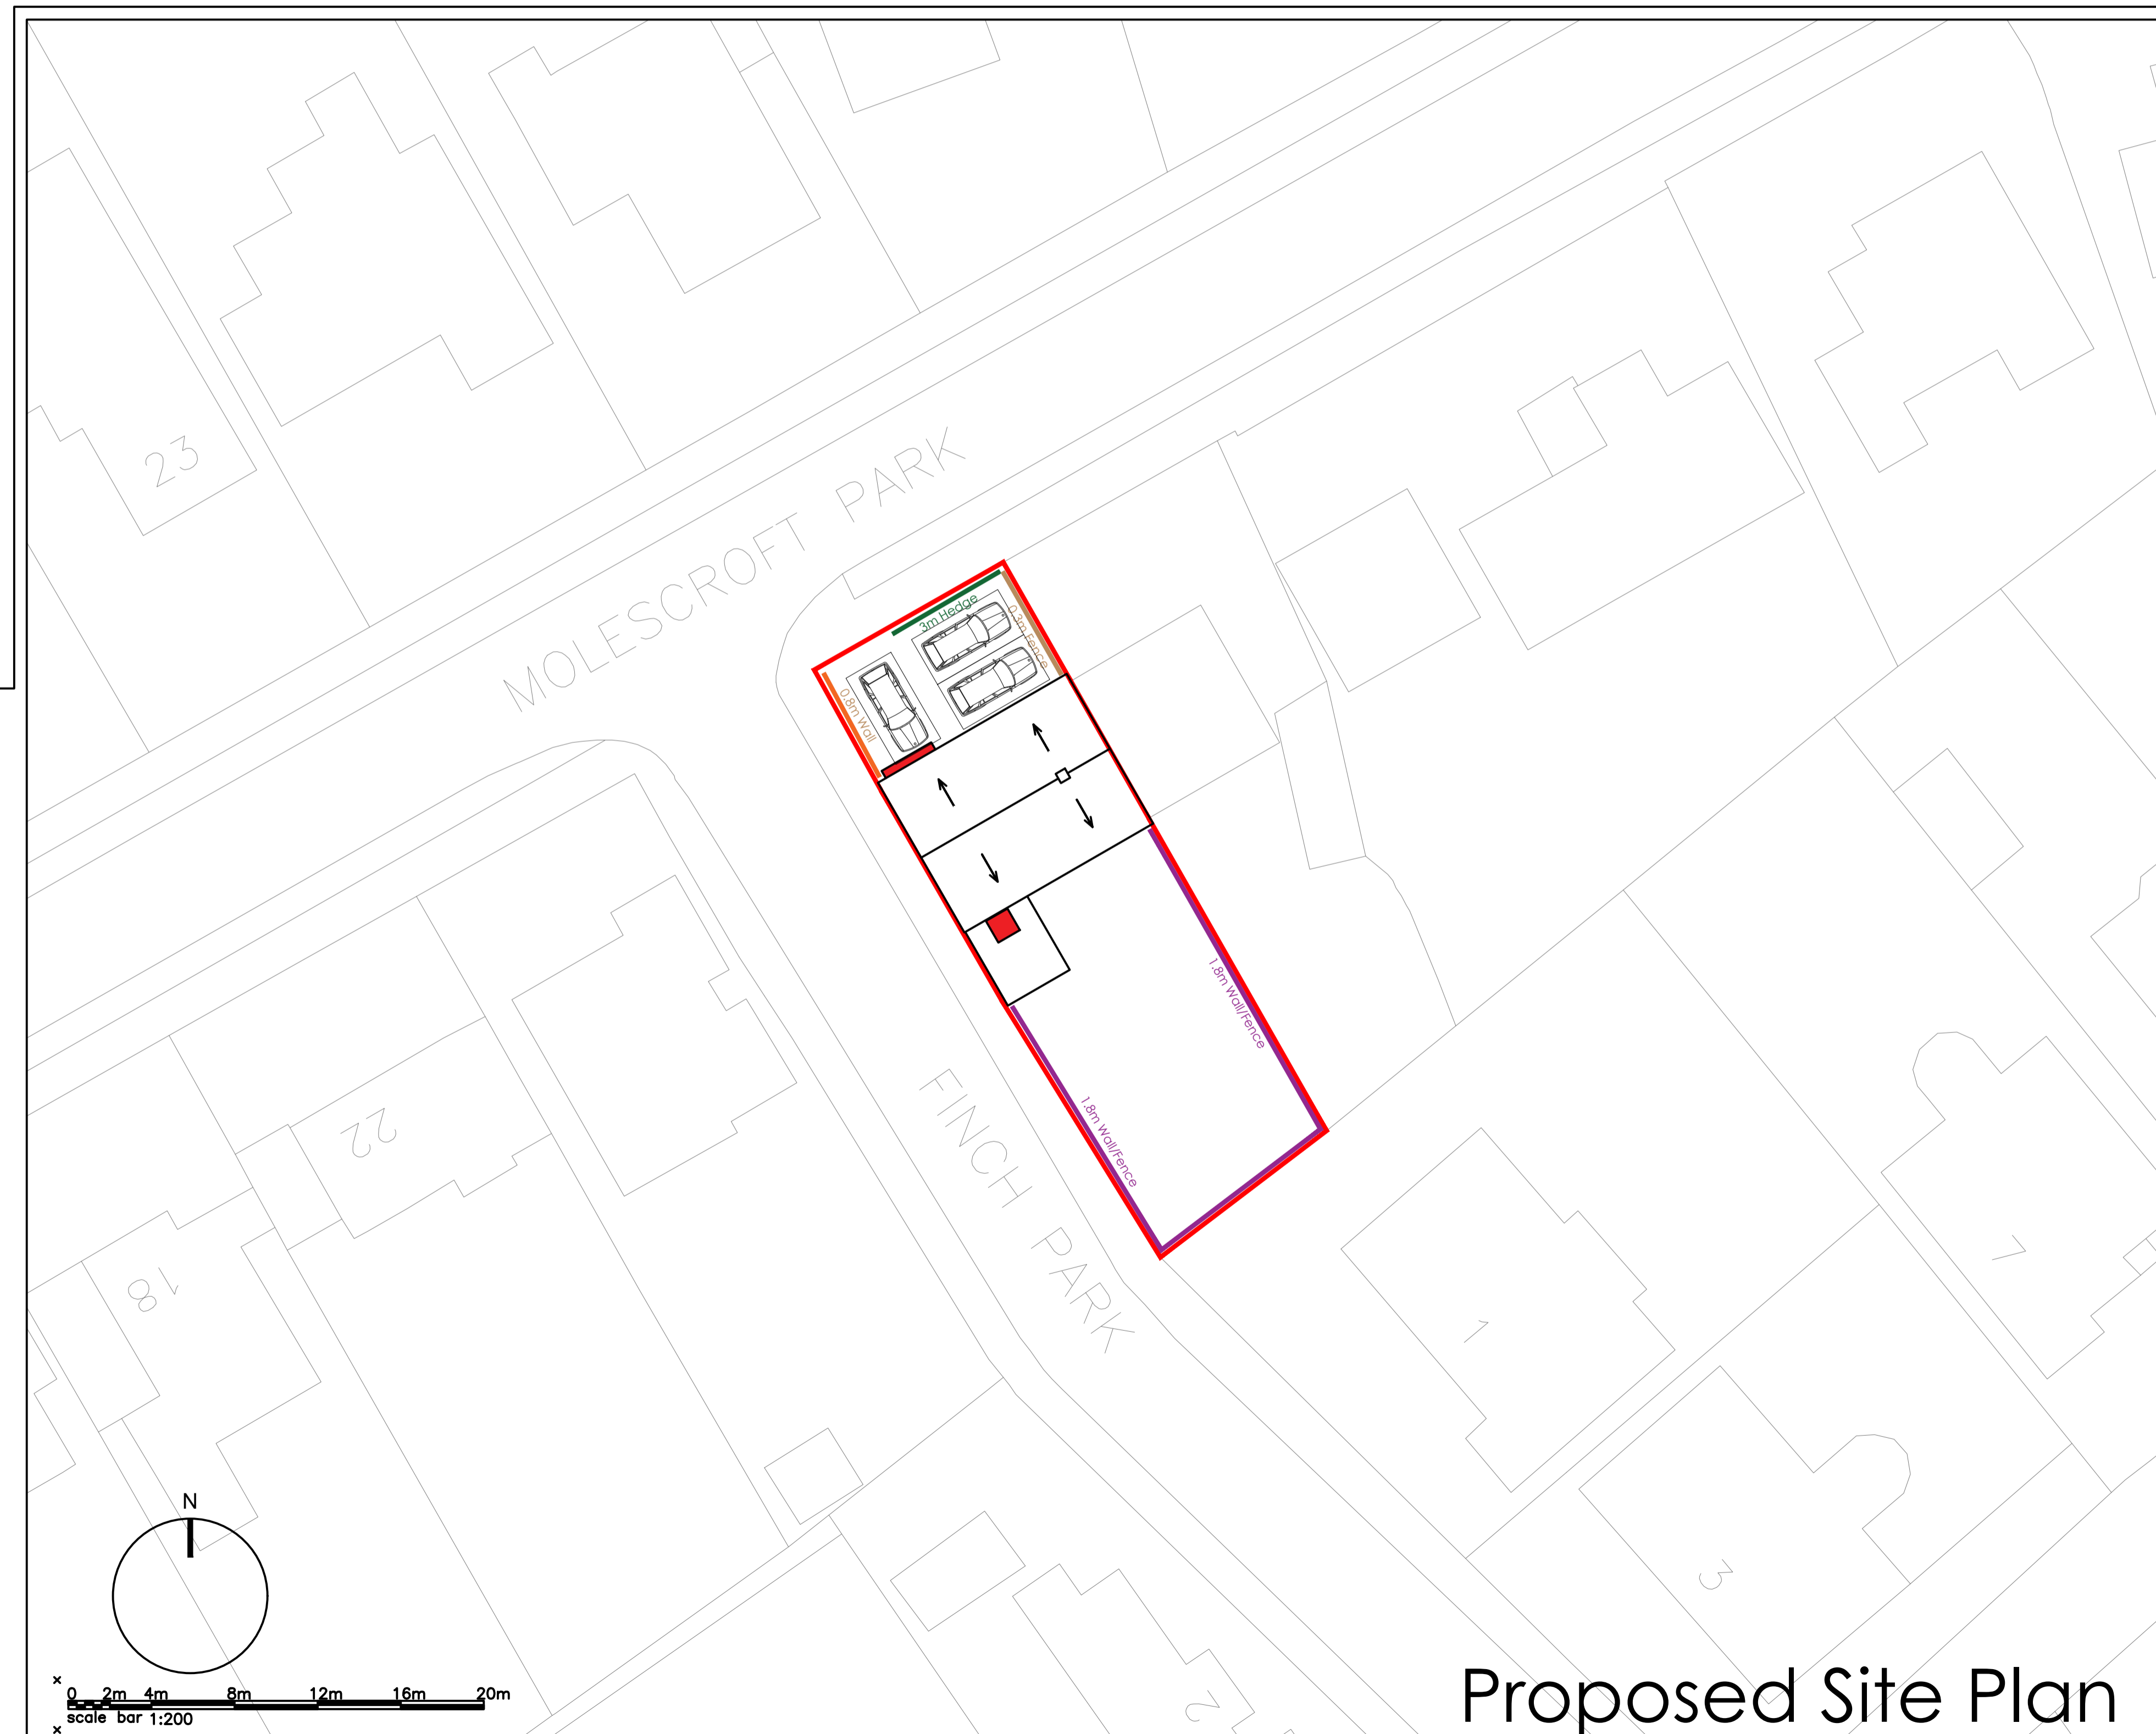 23
MOLESCROFT PARK
3m Hedge
0.3m Fence
0.8m Wall
1.8m Wall/Fence
1.8m Wall/Fence
FINCH PARK
22
18
1
7
3
2
N
0 2m 4m 8m 12m 16m 20m
scale bar 1:200
Proposed Site Plan